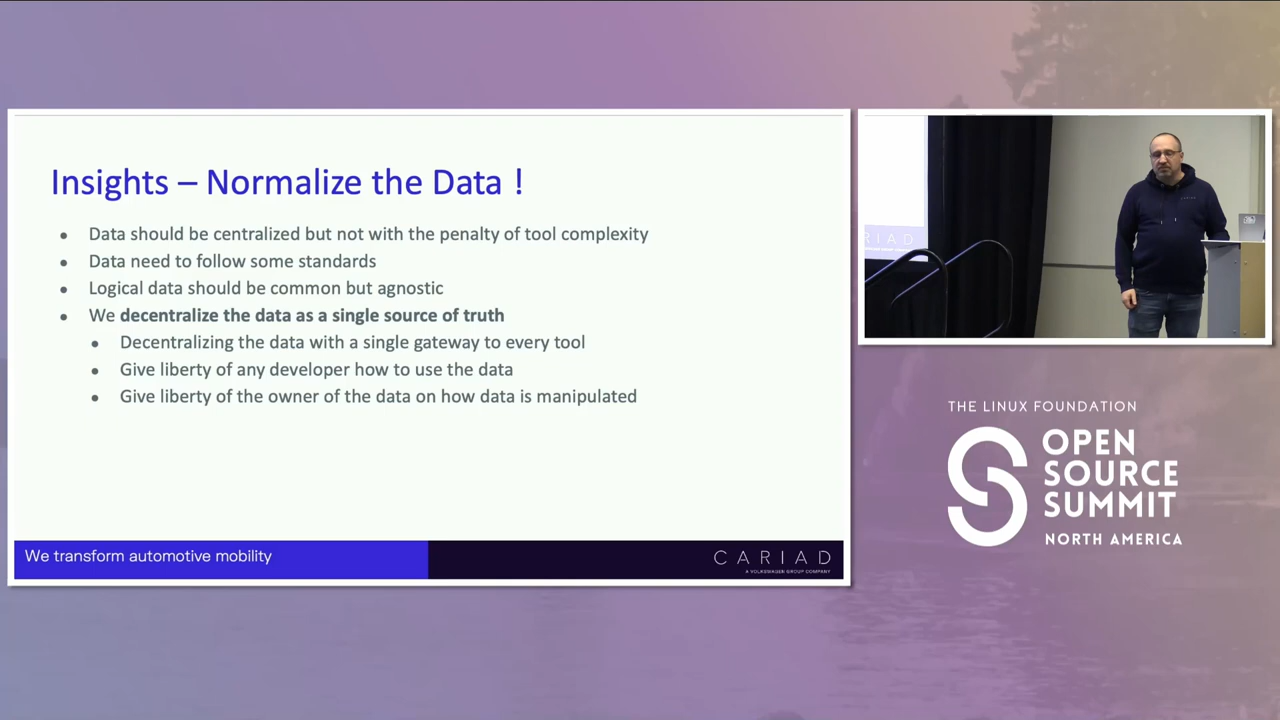 Insights – Normalize the Data !
Data should be centralized but not with the penalty of tool complexity
Data need to follow some standards
Logical data should be common but agnostic
We decentralize the data as a single source of truth
Decentralizing the data with a single gateway to every tool
Give liberty of any developer how to use the data
Give liberty of the owner of the data on how data is manipulated
We transform automotive mobility
CARIAD
A VOLKSWAGEN GROUP COMPANY
RIAD
CARIAD
THE LINUX FOUNDATION
OPEN
SOURCE
SUMMIT
NORTH AMERICA